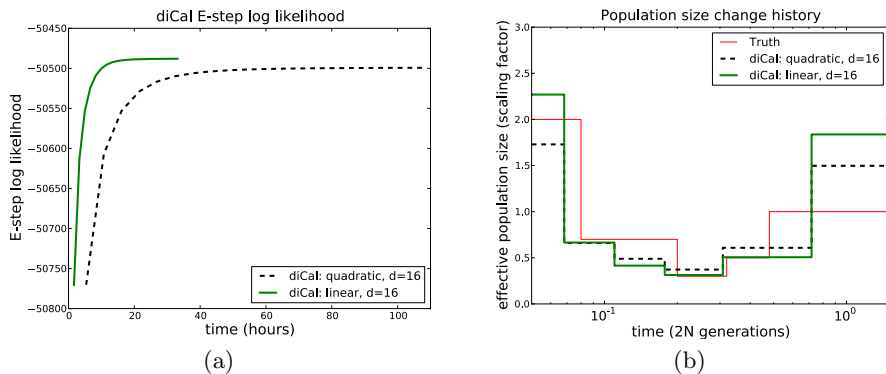 diCal E-step log likelihood
E-step log likelihood
−50450
−50500
−50550
−50600
−50650
−50700
−50750
−50800
0 20 40 60 80 100
time (hours)
diCal: quadratic, d=16
diCal: linear, d=16
(a)
Population size change history
effective population size (scaling factor)
3.0
2.5
2.0
1.5
1.0
0.5
0.0
10⁻¹ 10⁰
time (2N generations)
Truth
diCal: quadratic, d=16
diCal: linear, d=16
(b)